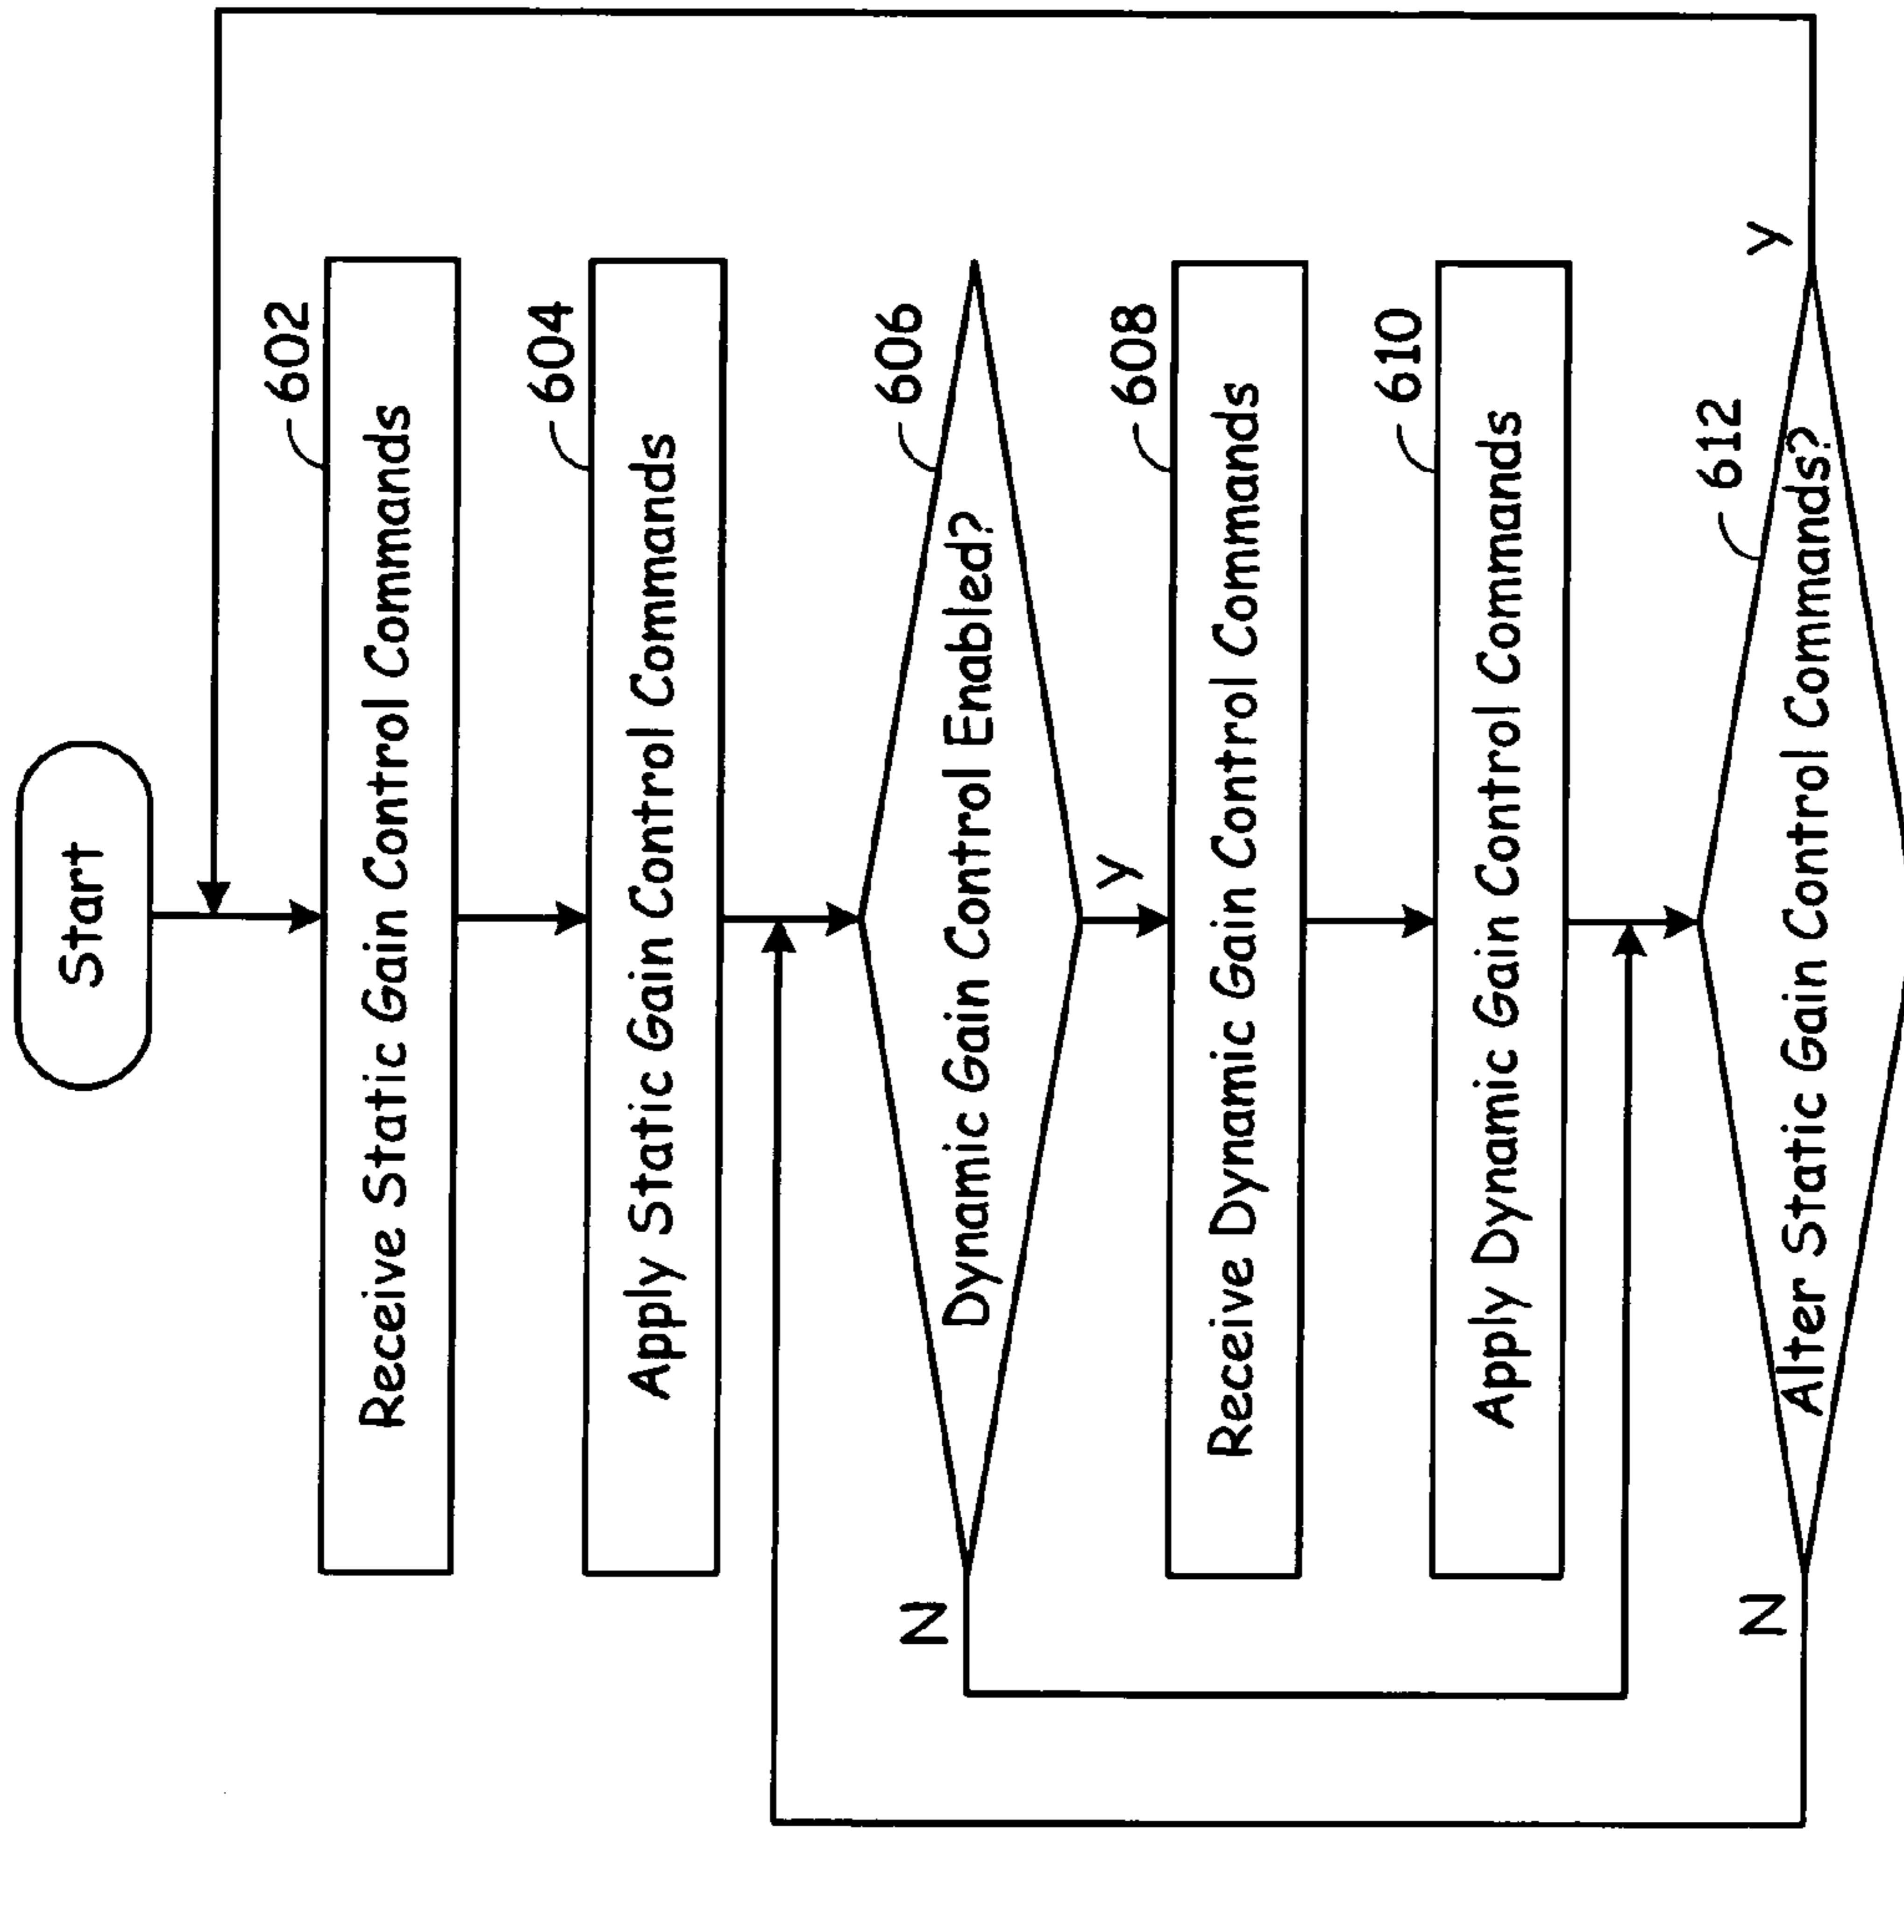 Start
602
Receive Static Gain Control Commands
604
Apply Static Gain Control Commands
606
Dynamic Gain Control Enabled?
N
Y
608
Receive Dynamic Gain Control Commands
610
Apply Dynamic Gain Control Commands
612
Alter Static Gain Control Commands?
N
Y